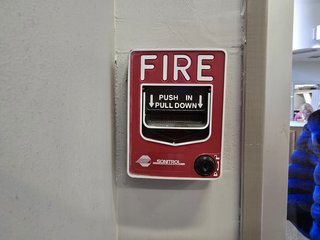 FIRE
PUSH IN
PULL DOWN
SONITROL